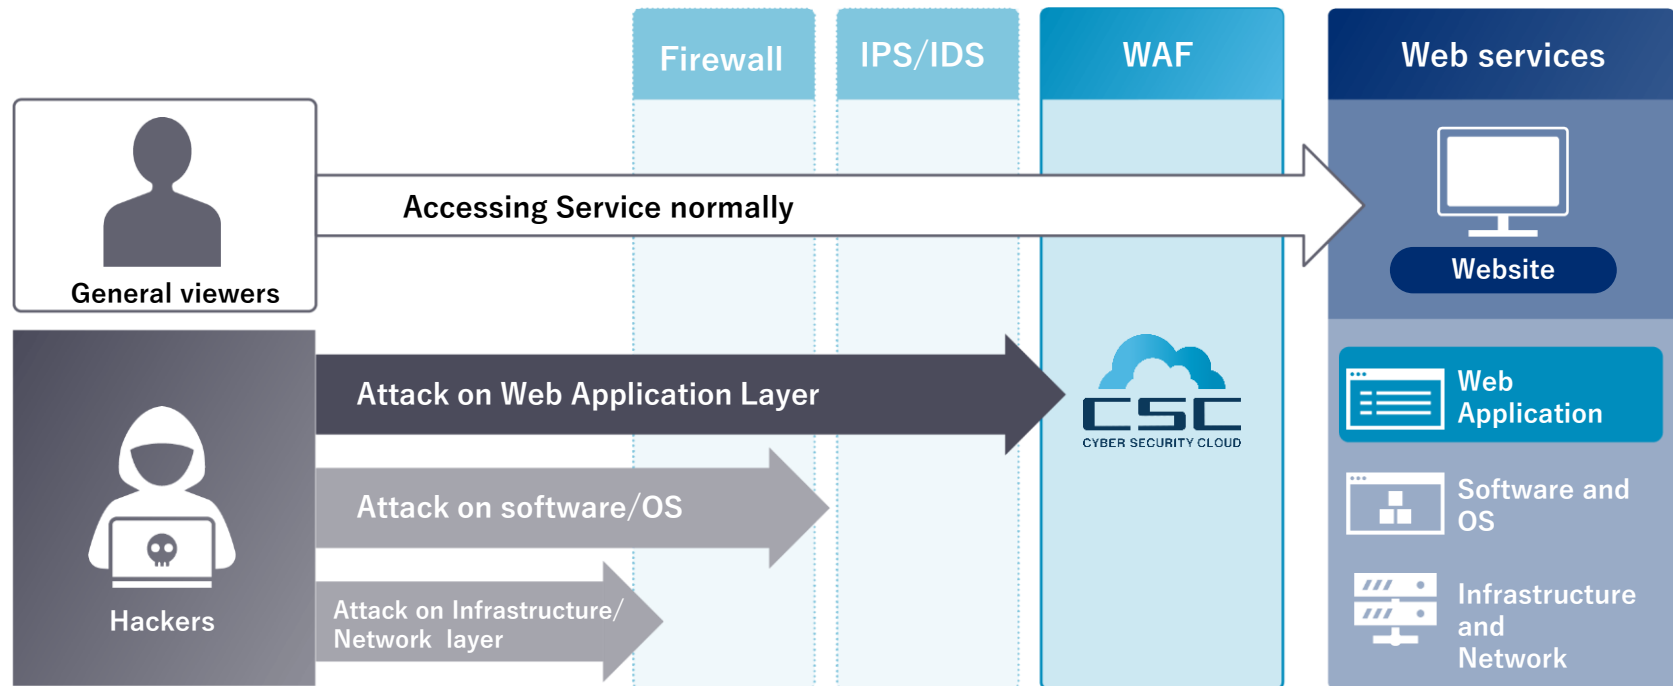 Firewall
IPS/IDS
WAF
Web services
General viewers
Accessing Service normally
Website
Hackers
Attack on Web Application Layer
Attack on software/OS
Attack on Infrastructure/
Network layer
CSC
CYBER SECURITY CLOUD
Web
Application
Software and
OS
Infrastructure
and
Network